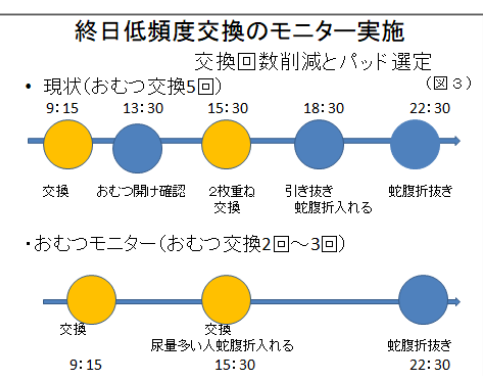 終日低頻度交換のモニター実施
交換回数削減とパッド選定
• 現状(おむつ交換5回) (図3)
9:15 13:30 15:30 18:30 22:30
交換 おむつ開け確認 2枚重ね 引き抜き 蛇腹折抜き
交換 蛇腹折入れる
・おむつモニター(おむつ交換2回~3回)
交換 交換
尿量多い人蛇腹折入れる 蛇腹折抜き
9:15 15:30 22:30